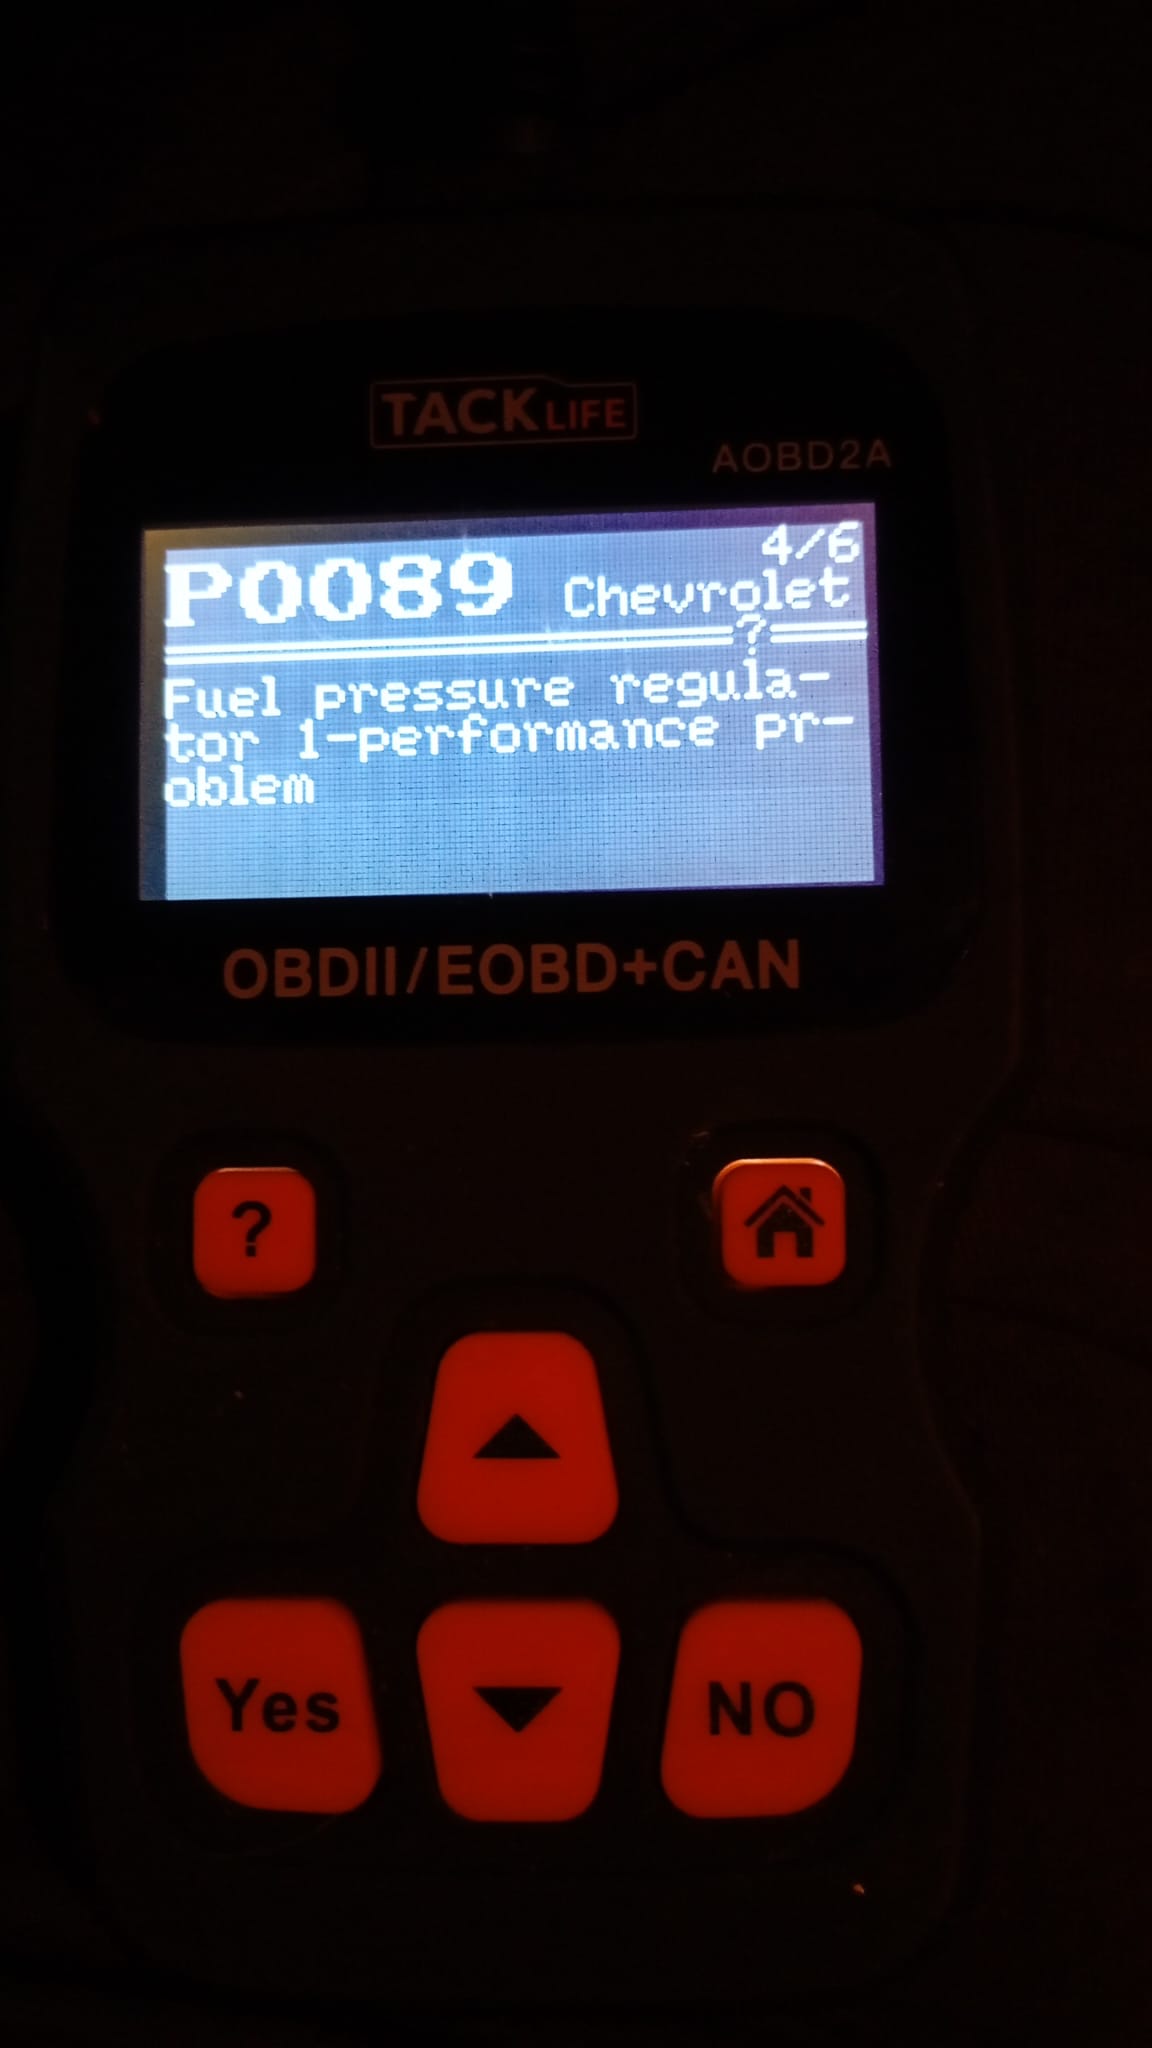 TACKLIFE
AOBD2A
4/6
P0089 Chevrolet
?
Fuel pressure regula-
tor 1-performance pr-
oblem
OBDII/EOBD+CAN
?
Yes
NO